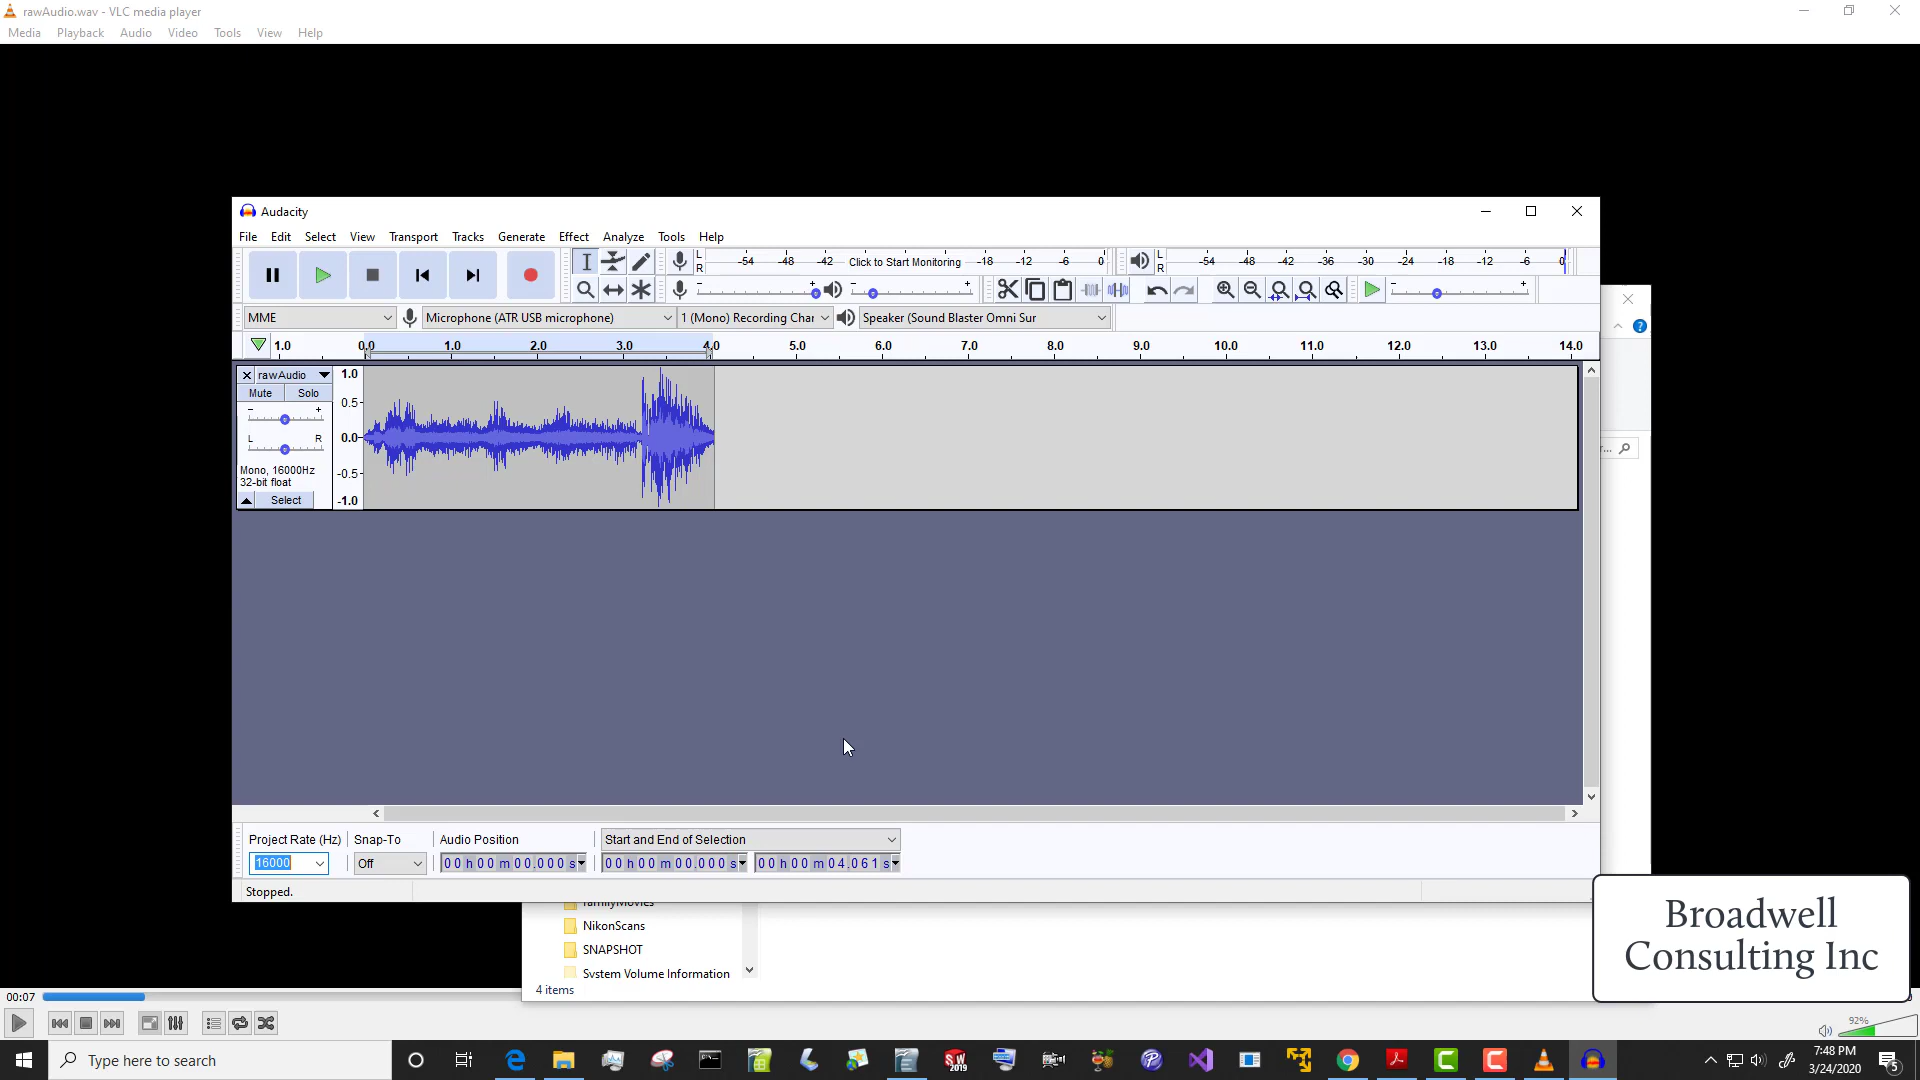 rawAudio.wav - VLC media player
Media Playback Audio Video Tools View Help
Audacity
File Edit Select View Transport Tracks Generate Effect Analyze Tools Help
L R -54 -48 -42 Click to Start Monitoring -18 -12 -6 0
L R -54 -48 -42 -36 -30 -24 -18 -12 -6 0
- + - + - +
MME Microphone (ATR USB microphone) 1 (Mono) Recording Char Speaker (Sound Blaster Omni Sur
1.0 0.0 1.0 2.0 3.0 4.0 5.0 6.0 7.0 8.0 9.0 10.0 11.0 12.0 13.0 14.0
rawAudio 1.0
Mute Solo
- + 0.5
L R 0.0
Mono, 16000Hz -0.5
32-bit float
Select -1.0
Project Rate (Hz) Snap-To Audio Position Start and End of Selection
16000 Off 00 h 00 m 00.000 s 00 h 00 m 00.000 s 00 h 00 m 04.061 s
Stopped.
familyMovies
NikonScans
SNAPSHOT
System Volume Information
4 items
Broadwell
Consulting Inc
00:07
92%
Type here to search
SW
2019
7:48 PM
3/24/2020
5